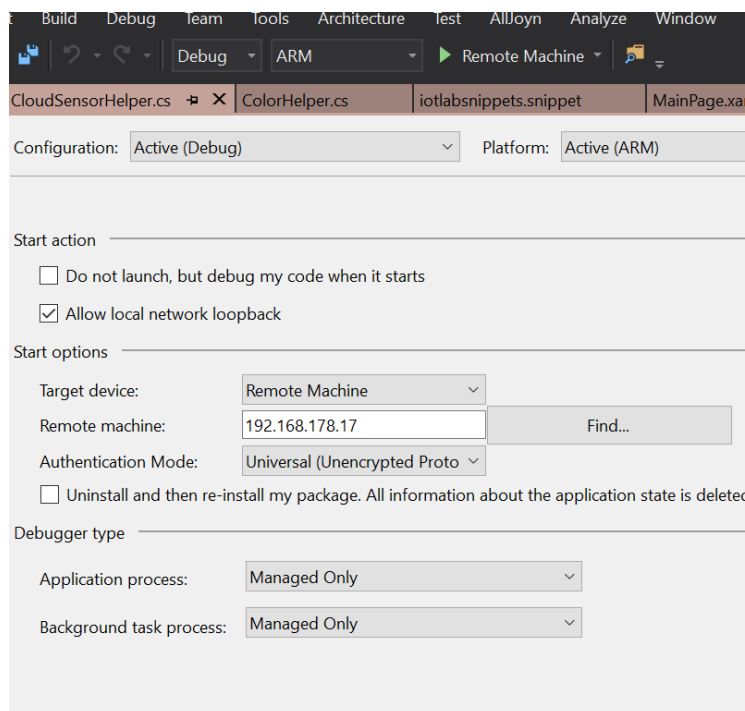 Build Debug Team Tools Architecture Test AllJoyn Analyze Window
Debug ARM Remote Machine
CloudSensorHelper.cs ColorHelper.cs iotlabsnippets.snippet MainPage.xa
Configuration: Active (Debug) Platform: Active (ARM)
Start action
Do not launch, but debug my code when it starts
Allow local network loopback
Start options
Target device: Remote Machine
Remote machine: 192.168.178.17 Find...
Authentication Mode: Universal (Unencrypted Proto
Uninstall and then re-install my package. All information about the application state is deleted
Debugger type
Application process: Managed Only
Background task process: Managed Only